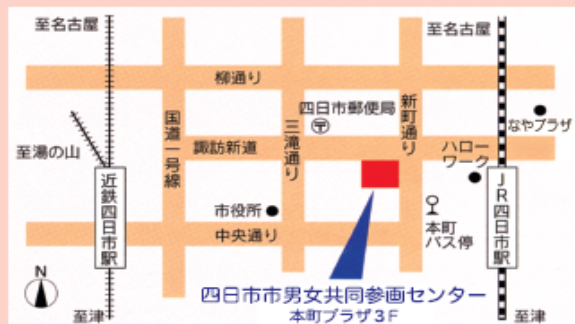 至名古屋
至名古屋
柳通り
国道一号線
三滝通り
四日市郵便局
〒
新町通り
なやプラザ
至湯の山
諏訪新道
ハロー
ワーク
近鉄四日市駅
市役所
本町
バス停
JR四日市駅
中央通り
N
四日市市男女共同参画センター
本町プラザ3F
至津
至津